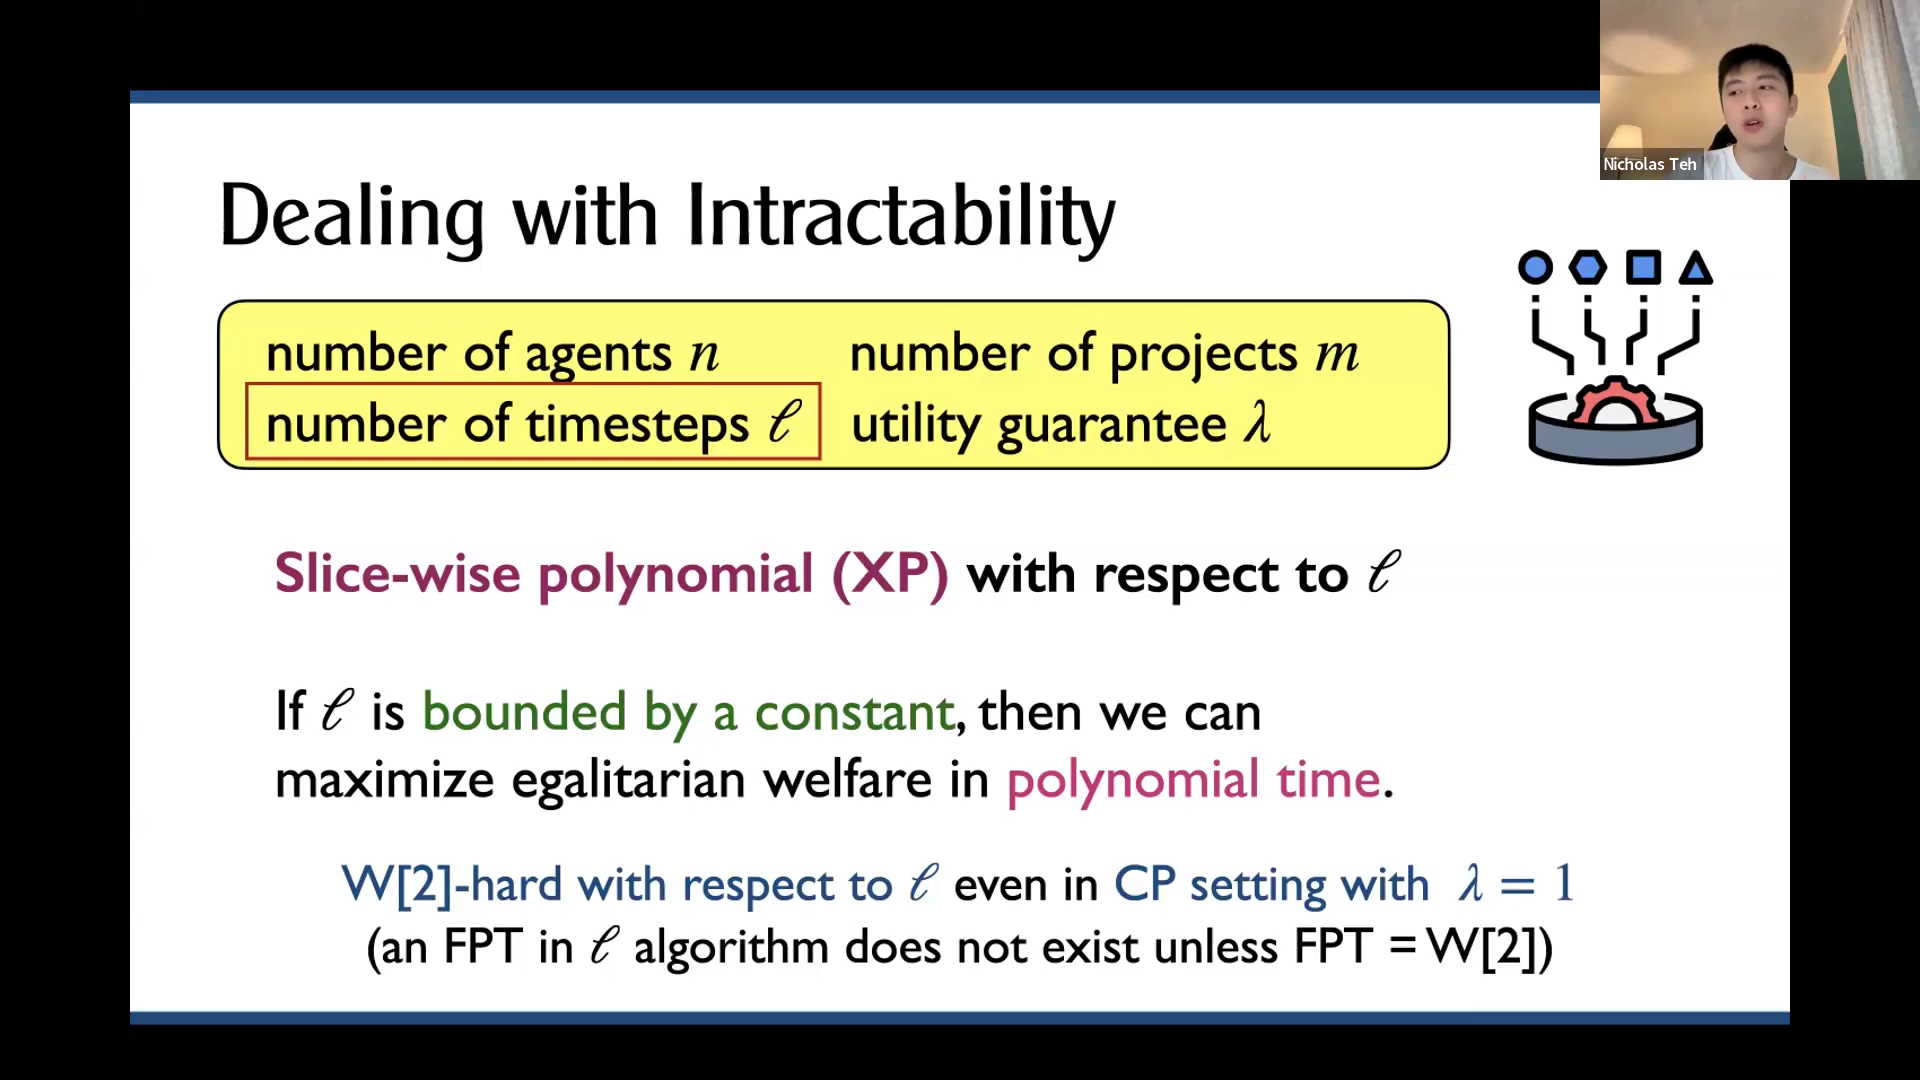 Nicholas Teh
Dealing with Intractability
number of agents n
number of projects m
number of timesteps ℓ
utility guarantee λ
Slice-wise polynomial (XP) with respect to ℓ
If ℓ is bounded by a constant, then we can
maximize egalitarian welfare in polynomial time.
W[2]-hard with respect to ℓ even in CP setting with λ = 1
(an FPT in ℓ algorithm does not exist unless FPT = W[2])